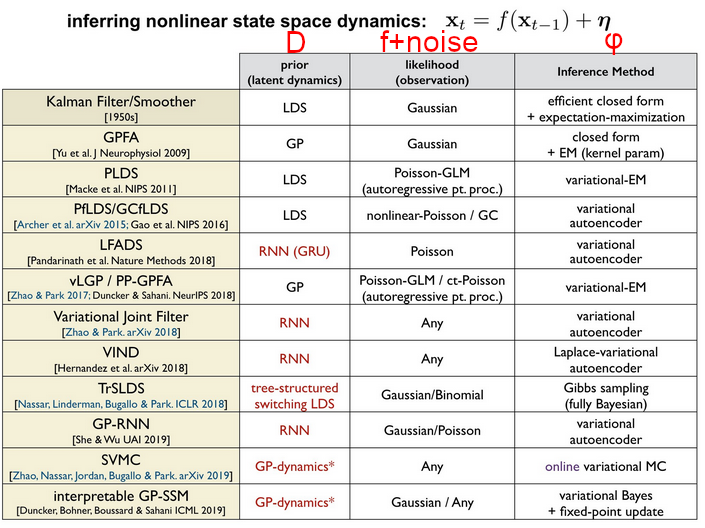 inferring nonlinear state space dynamics: xₜ = f(xₜ₋₁) + η
D f+noise φ
prior
(latent dynamics)
likelihood
(observation)
Inference Method
Kalman Filter/Smoother
[1950s]
LDS
Gaussian
efficient closed form
+ expectation-maximization
GPFA
[Yu et al. J Neurophysiol 2009]
GP
Gaussian
closed form
+ EM (kernel param)
PLDS
[Macke et al. NIPS 2011]
LDS
Poisson-GLM
(autoregressive pt. proc.)
variational-EM
PfLDS/GCfLDS
[Archer et al. arXiv 2015; Gao et al. NIPS 2016]
LDS
nonlinear-Poisson / GC
variational
autoencoder
LFADS
[Pandarinath et al. Nature Methods 2018]
RNN (GRU)
Poisson
variational
autoencoder
vLGP / PP-GPFA
[Zhao & Park 2017; Duncker & Sahani. NeurIPS 2018]
GP
Poisson-GLM / ct-Poisson
(autoregressive pt. proc.)
variational-EM
Variational Joint Filter
[Zhao & Park. arXiv 2018]
RNN
Any
variational
autoencoder
VIND
[Hernandez et al. arXiv 2018]
RNN
Any
Laplace-variational
autoencoder
TrSLDS
[Nassar, Linderman, Bugallo & Park. ICLR 2018]
tree-structured
switching LDS
Gaussian/Binomial
Gibbs sampling
(fully Bayesian)
GP-RNN
[She & Wu UAI 2019]
RNN
Gaussian/Poisson
variational
autoencoder
SVMC
[Zhao, Nassar, Jordan, Bugallo & Park. arXiv 2019]
GP-dynamics*
Any
online variational MC
interpretable GP-SSM
[Duncker, Bohner, Boussard & Sahani ICML 2019]
GP-dynamics*
Gaussian / Any
variational Bayes
+ fixed-point update